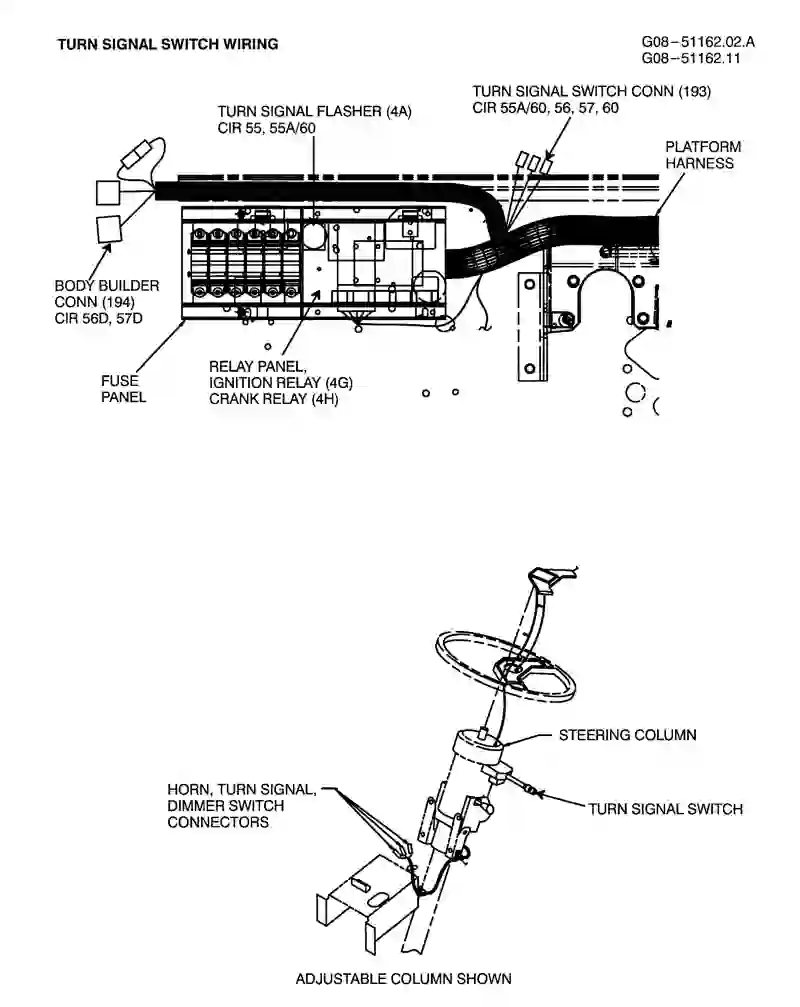 TURN SIGNAL SWITCH WIRING
G08-51162.02.A
G08-51162.11
TURN SIGNAL SWITCH CONN (193)
CIR 55A/60, 56, 57, 60
TURN SIGNAL FLASHER (4A)
CIR 55, 55A/60
PLATFORM
HARNESS
BODY BUILDER
CONN (194)
CIR 56D, 57D
FUSE
PANEL
RELAY PANEL,
IGNITION RELAY (4G)
CRANK RELAY (4H)
STEERING COLUMN
HORN, TURN SIGNAL,
DIMMER SWITCH
CONNECTORS
TURN SIGNAL SWITCH
ADJUSTABLE COLUMN SHOWN